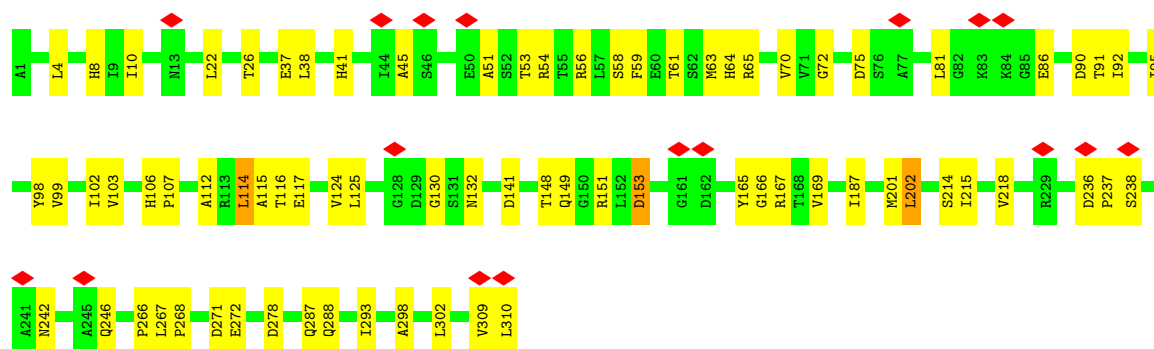 A1 L4 H8 I9 I10 N13 L22 T26 E37 L38 H41 I44 A45 S46 E50 A51 S52 T53 R54 T55 R56 L57 S58 F59 E60 T61 S62 M63 H64 R65 V70 V71 G72 D75 S76 A77 L81 G82 K83 K84 G85 E86 D90 T91 I92
Y98 V99 I102 V103 H106 P107 A112 R113 L114 A115 T116 E117 V124 L125 G128 D129 G130 S131 N132 D141 T148 Q149 G150 R151 L152 D153 G161 D162 Y165 G166 R167 T168 V169 I187 M201 L202 S214 I215 V218 R229 D236 P237 S238
A241 N242 A245 Q246 P266 L267 P268 D271 E272 D278 Q287 Q288 I293 A298 L302 V309 L310